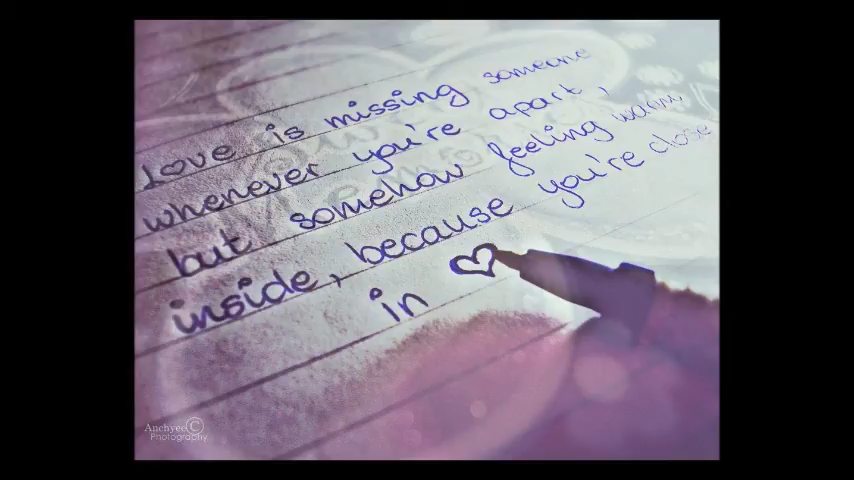 Love is missing someone
whenever you're apart,
but somehow feeling warm
inside, because you're close
in
Anchyee C
Photography